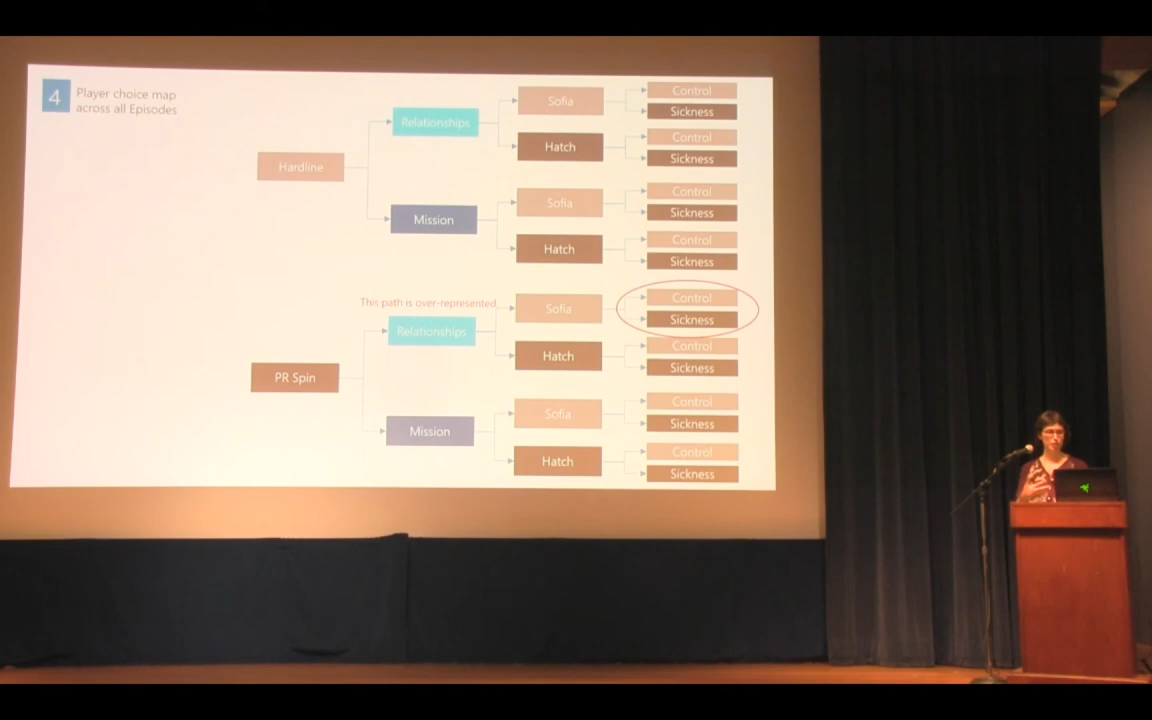 4
Player choice map
across all Episodes
Hardline
Relationships
Sofia
Control
Sickness
Hatch
Control
Sickness
Mission
Sofia
Control
Sickness
Hatch
Control
Sickness
This path is over-represented
PR Spin
Relationships
Sofia
Control
Sickness
Hatch
Control
Sickness
Mission
Sofia
Control
Sickness
Hatch
Control
Sickness